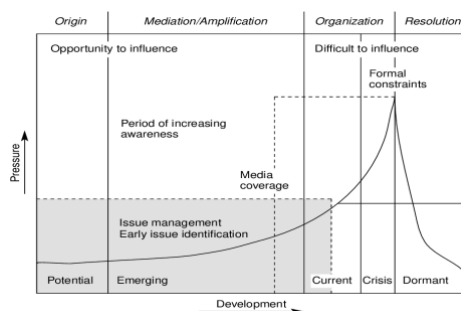 Origin Mediation/Amplification Organization Resolution
Opportunity to influence Difficult to influence
Formal
constraints
Period of increasing
awareness
Pressure
Media
coverage
Issue management
Early issue identification
Potential Emerging Current Crisis Dormant
Development